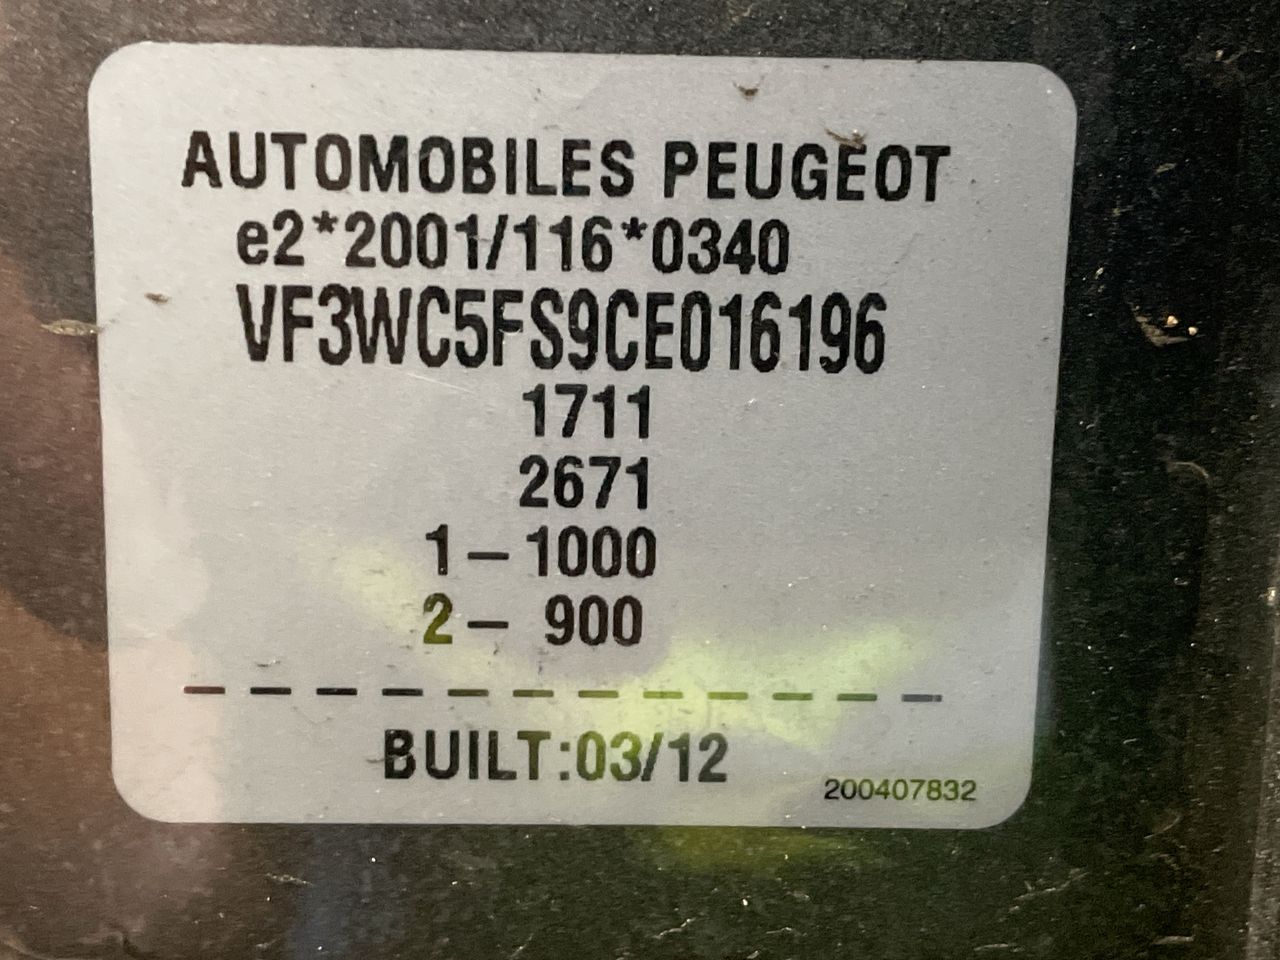 AUTOMOBILES PEUGEOT
e2*2001/116*0340
VF3WC5FS9CE016196
1711
2671
1 – 1000
2 – 900
– – – – – – – – – – – –
BUILT:03/12
200407832